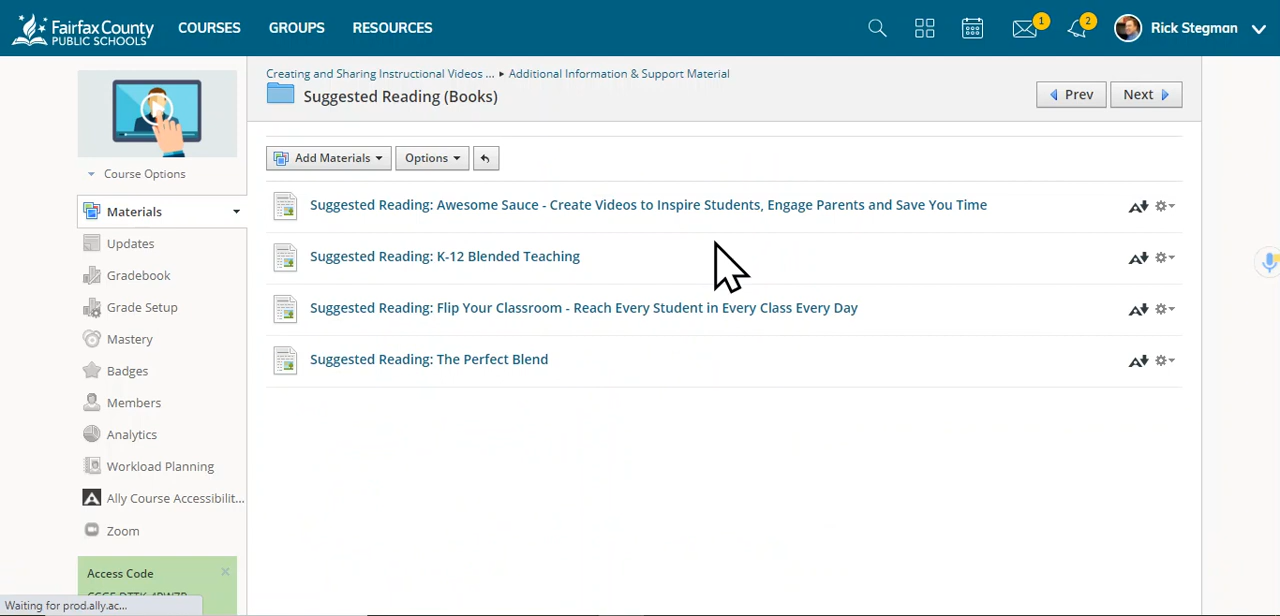 Fairfax County
PUBLIC SCHOOLS
COURSES
GROUPS
RESOURCES
1
2
Rick Stegman
Creating and Sharing Instructional Videos ... ▸ Additional Information & Support Material
Suggested Reading (Books)
Prev
Next
Add Materials
Options
Course Options
Materials
Updates
Gradebook
Grade Setup
Mastery
Badges
Members
Analytics
Workload Planning
Ally Course Accessibilit...
Zoom
Suggested Reading: Awesome Sauce - Create Videos to Inspire Students, Engage Parents and Save You Time
Suggested Reading: K-12 Blended Teaching
Suggested Reading: Flip Your Classroom - Reach Every Student in Every Class Every Day
Suggested Reading: The Perfect Blend
Access Code
Waiting for prod.ally.ac...